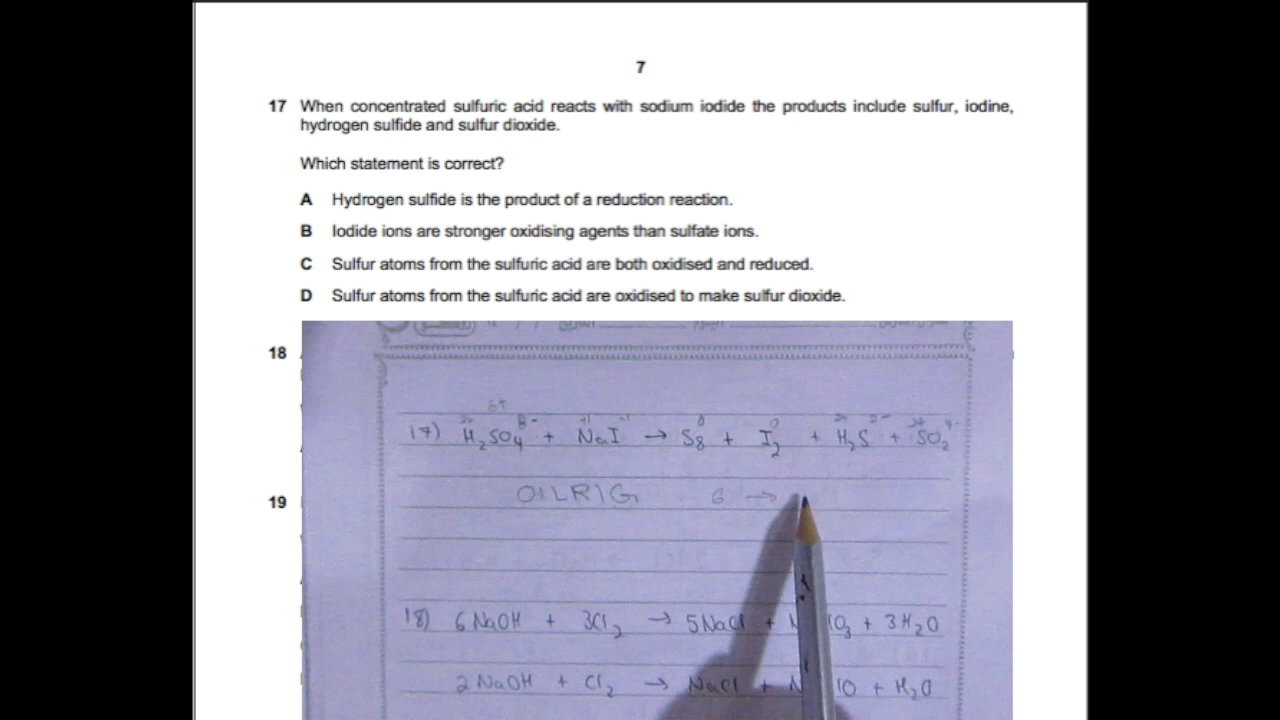 7
17 When concentrated sulfuric acid reacts with sodium iodide the products include sulfur, iodine,
hydrogen sulfide and sulfur dioxide.
Which statement is correct?
A Hydrogen sulfide is the product of a reduction reaction.
B Iodide ions are stronger oxidising agents than sulfate ions.
C Sulfur atoms from the sulfuric acid are both oxidised and reduced.
D Sulfur atoms from the sulfuric acid are oxidised to make sulfur dioxide.
18
17) H₂SO₄ + NaI → S₈ + I₂ + H₂S + SO₂
19
OILRIG 6 →
18) 6NaOH + 3Cl₂ → 5NaCl + O₃ + 3H₂O
2NaOH + Cl₂ → NaCl + O + H₂O